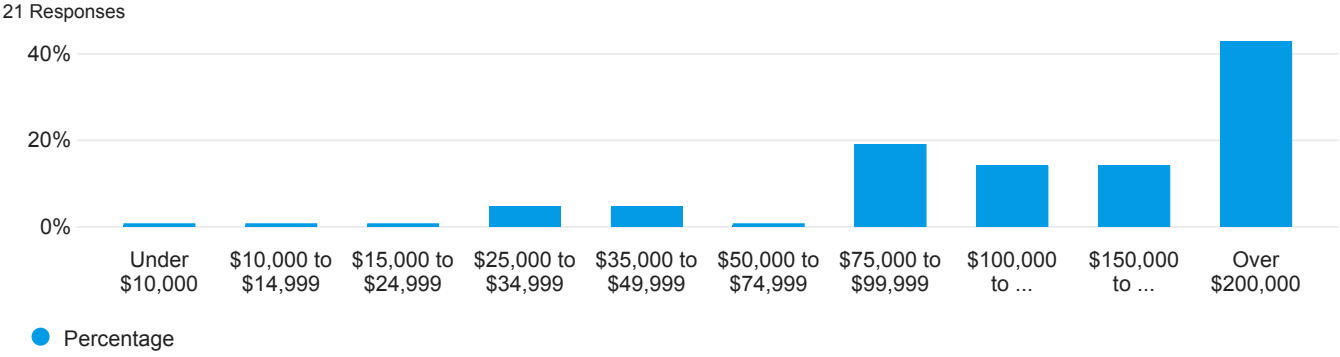 21 Responses
40%
20%
0%
Under $10,000
$10,000 to $14,999
$15,000 to $24,999
$25,000 to $34,999
$35,000 to $49,999
$50,000 to $74,999
$75,000 to $99,999
$100,000 to ...
$150,000 to ...
Over $200,000
Percentage